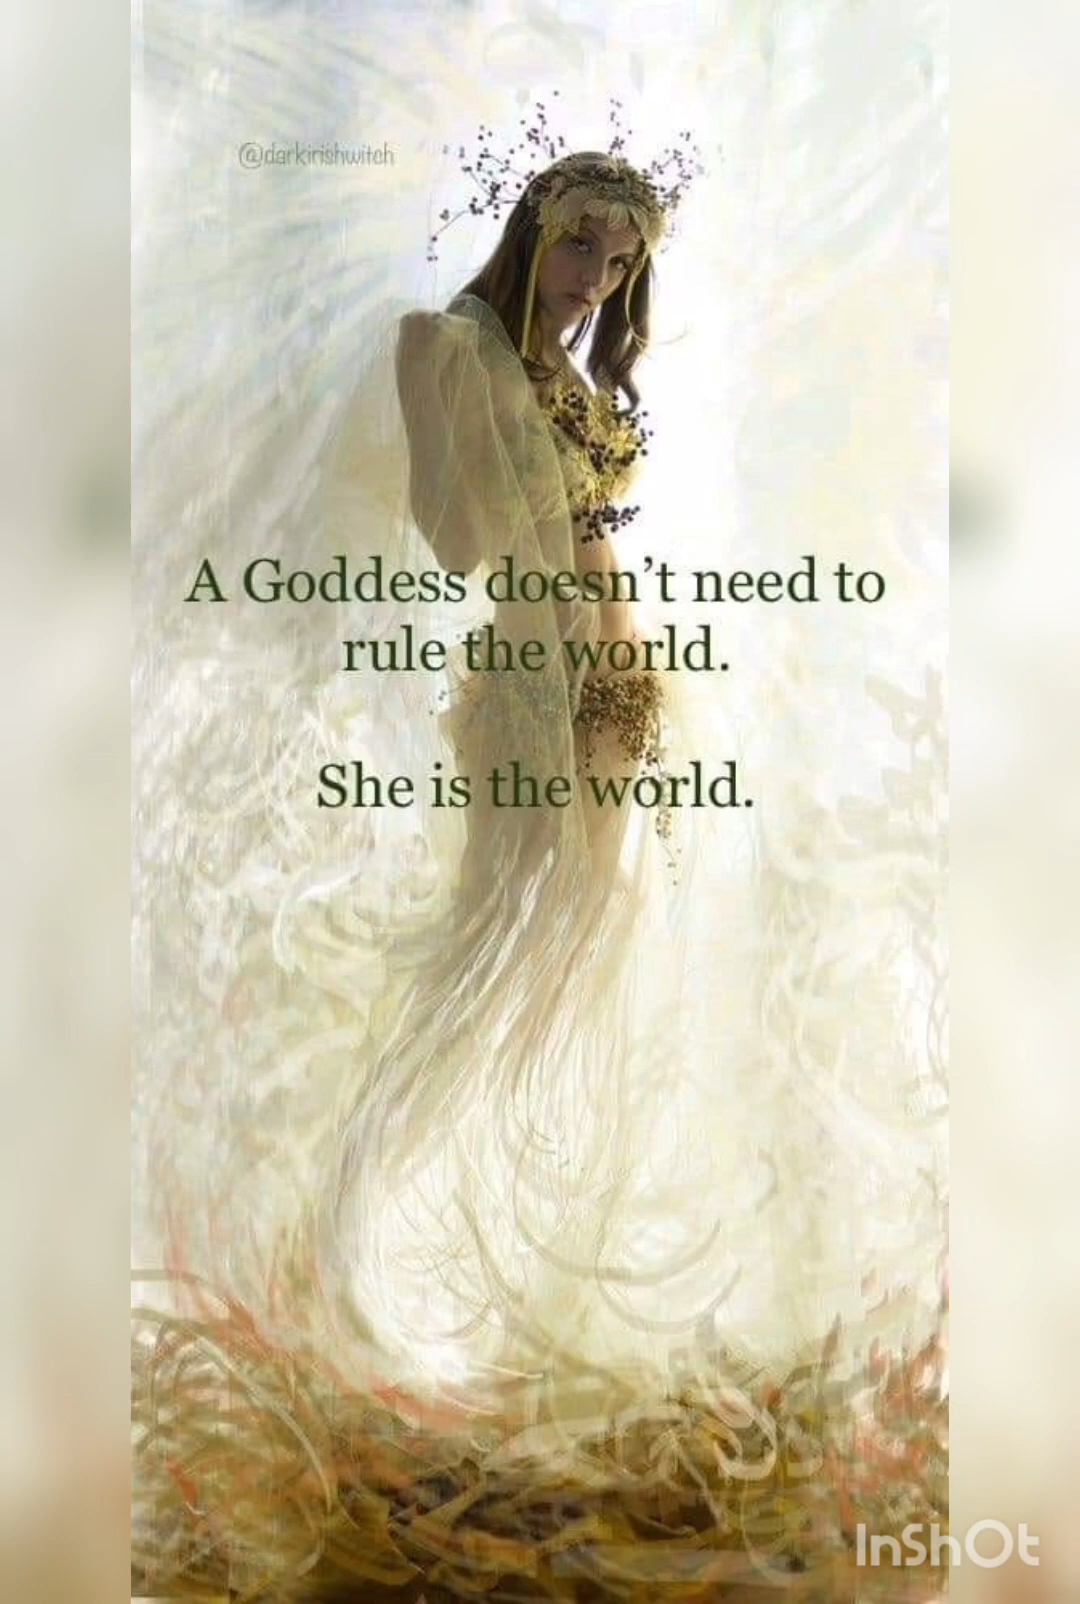 @darkirishwitch
A Goddess doesn’t need to
rule the world.
She is the world.
InShOt